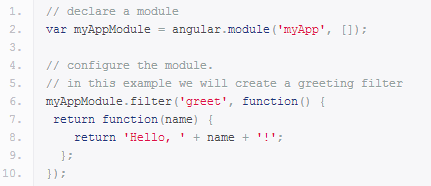 1. // declare a module
2. var myAppModule = angular.module('myApp', []);
3.
4. // configure the module.
5. // in this example we will create a greeting filter
6. myAppModule.filter('greet', function() {
7.  return function(name) {
8.     return 'Hello, ' + name + '!';
9.   };
10. });